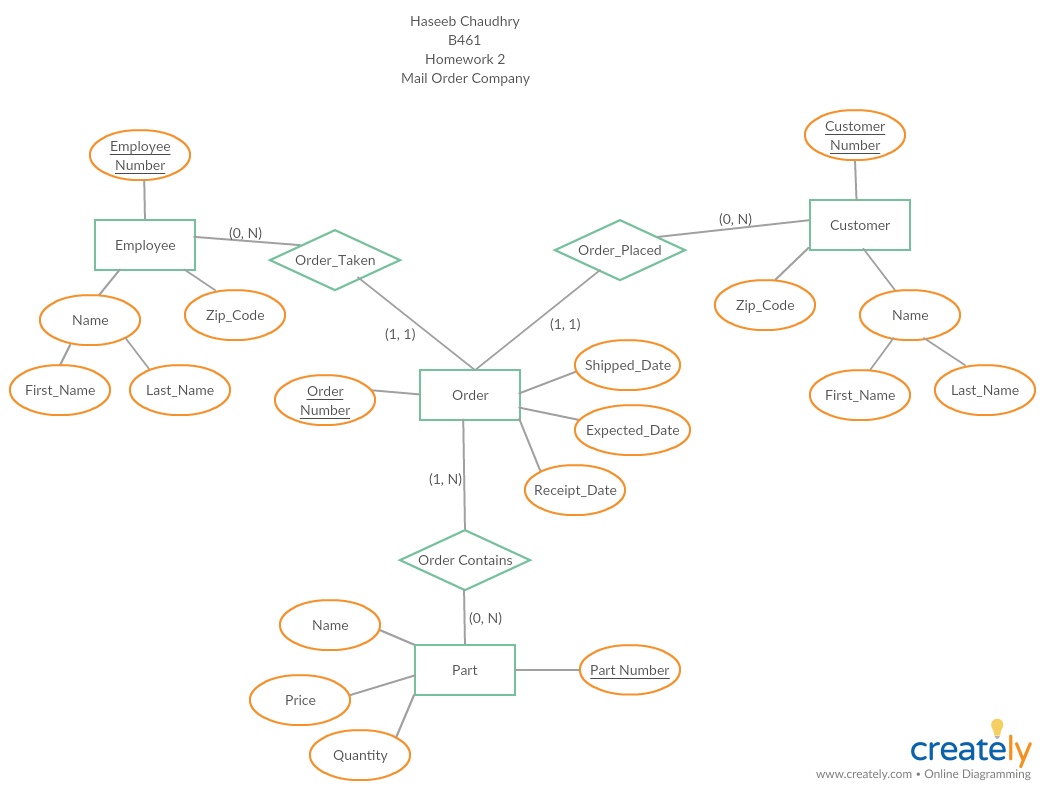 Haseeb Chaudhry
B461
Homework 2
Mail Order Company
Employee
Number
Customer
Number
Employee
(0, N)
Order_Taken
Order_Placed
(0, N)
Customer
Name
Zip_Code
Zip_Code
Name
(1, 1)
(1, 1)
First_Name
Last_Name
First_Name
Last_Name
Order
Number
Order
Shipped_Date
Expected_Date
Receipt_Date
(1, N)
Order Contains
(0, N)
Name
Part
Part Number
Price
Quantity
creately
www.creately.com • Online Diagramming